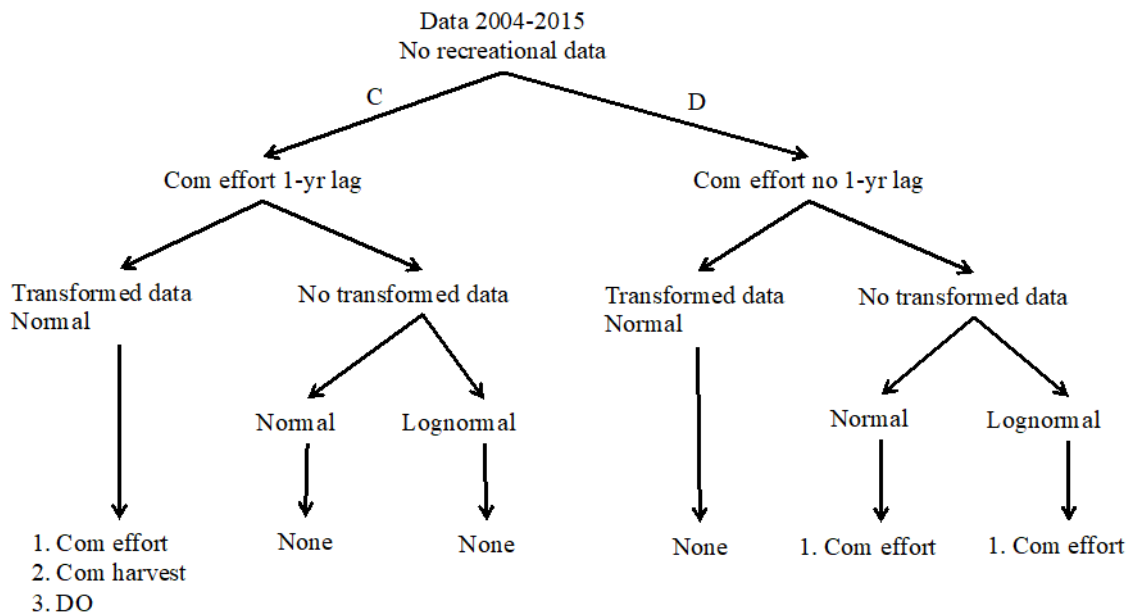 Data 2004-2015
No recreational data
C
D
Com effort 1-yr lag
Com effort no 1-yr lag
Transformed data
Normal
No transformed data
Transformed data
Normal
No transformed data
Normal
Lognormal
Normal
Lognormal
1. Com effort
2. Com harvest
3. DO
None
None
None
1. Com effort
1. Com effort